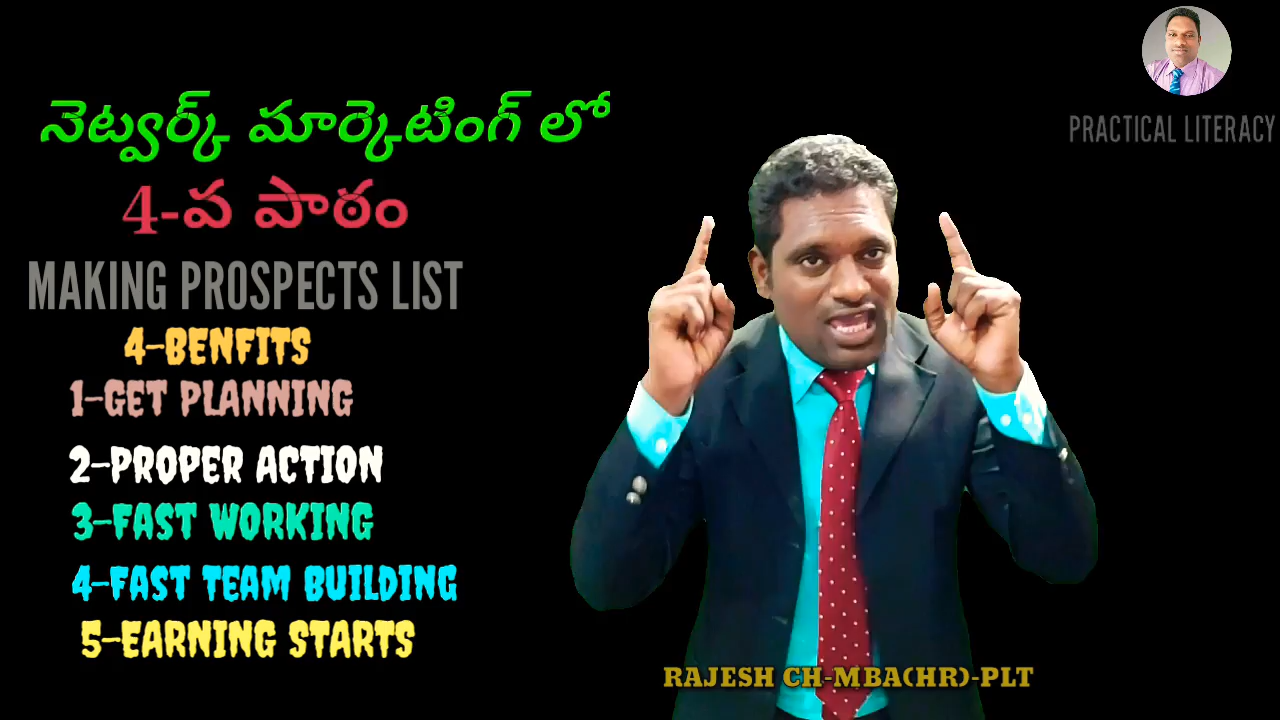 నెట్వర్క్ మార్కెటింగ్ లో
4-వ పాఠం
MAKING PROSPECTS LIST
4-BENFITS
1-GET PLANNING
2-PROPER ACTION
3-FAST WORKING
4-FAST TEAM BUILDING
5-EARNING STARTS
PRACTICAL LITERACY
RAJESH CH-MBA(HR)-PLT